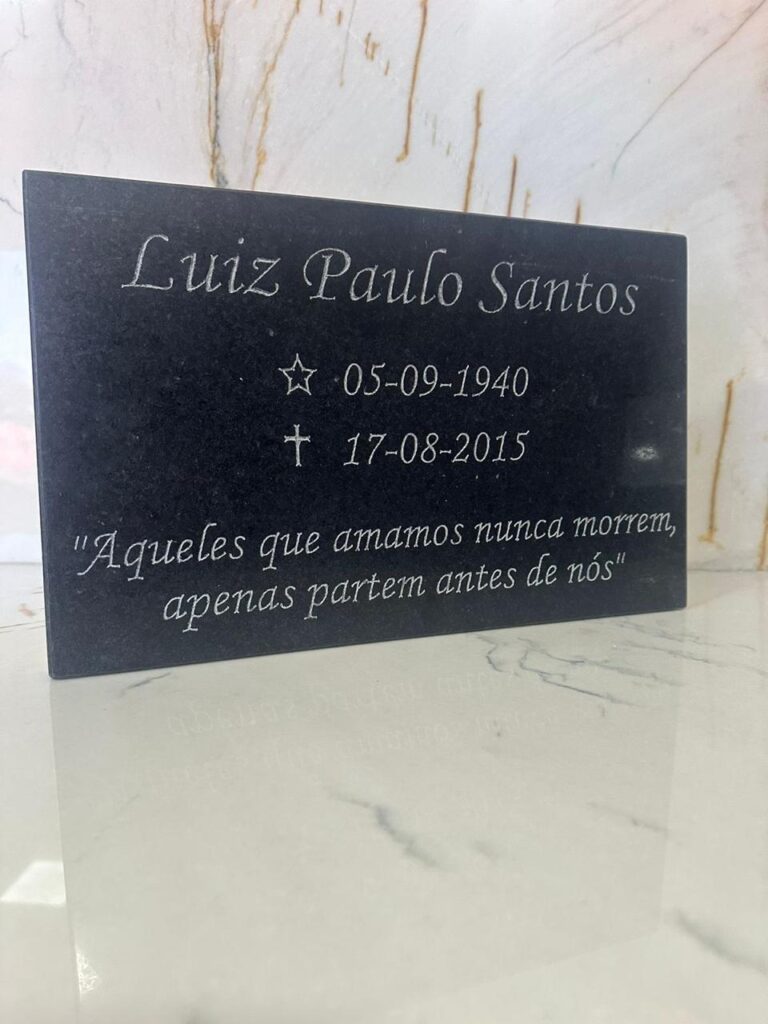 Luiz Paulo Santos
☆ 05-09-1940
✝ 17-08-2015
"Aqueles que amamos nunca morrem,
apenas partem antes de nós"